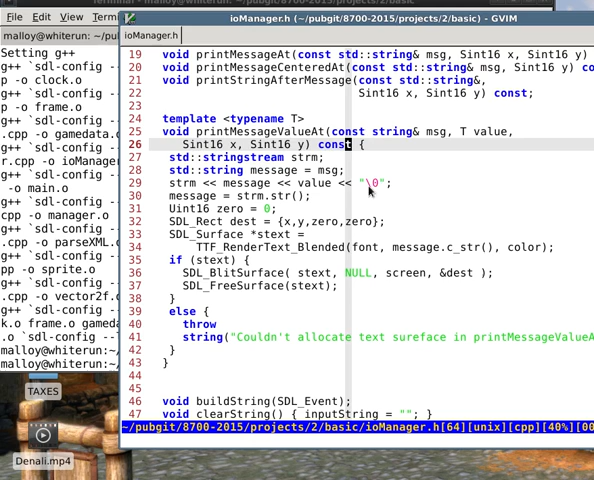 Terminal
ioManager.h (~/pubgit/8700-2015/projects/2/basic) - GVIM
File Edit View
malloy@whiterun: ~/pu
ioManager.h
Setting g++
g++ `sdl-config --
p -o clock.o
g++ `sdl-config --
p -o frame.o
g++ `sdl-config --
.cpp -o gamedata.o
g++ `sdl-config --
r.cpp -o ioManager
-o main.o
g++ `sdl-config --
cpp -o manager.o
g++ `sdl-config --
.cpp -o parseXML.o
g++ `sdl-config --
pp -o sprite.o
g++ `sdl-config --
cpp -o vector2f.o
g++ `sdl-config --
k.o frame.o gameda
.o `sdl-config --
malloy@whiterun:~/
malloy@whiterun:~/
19 void printMessageAt(const std::string& msg, Sint16 x, Sint16 y)
20 void printMessageCenteredAt(const std::string& msg, Sint16 y) co
21 void printStringAfterMessage(const std::string&,
22 Sint16 x, Sint16 y) const;
23
24 template <typename T>
25 void printMessageValueAt(const string& msg, T value,
26 Sint16 x, Sint16 y) const {
27 std::stringstream strm;
28 std::string message = msg;
29 strm << message << value << "\0";
30 message = strm.str();
31 Uint16 zero = 0;
32 SDL_Rect dest = {x,y,zero,zero};
33 SDL_Surface *stext =
34 TTF_RenderText_Blended(font, message.c_str(), color);
35 if (stext) {
36 SDL_BlitSurface( stext, NULL, screen, &dest );
37 SDL_FreeSurface(stext);
38 }
39 else {
40 throw
41 string("Couldn't allocate text sureface in printMessageValueA
42 }
43 }
44
45
46 void buildString(SDL_Event);
47 void clearString() { inputString = ""; }
~/pubgit/8700-2015/projects/2/basic/ioManager.h[64][unix][cpp][40%][00
TAXES
Denali.mp4